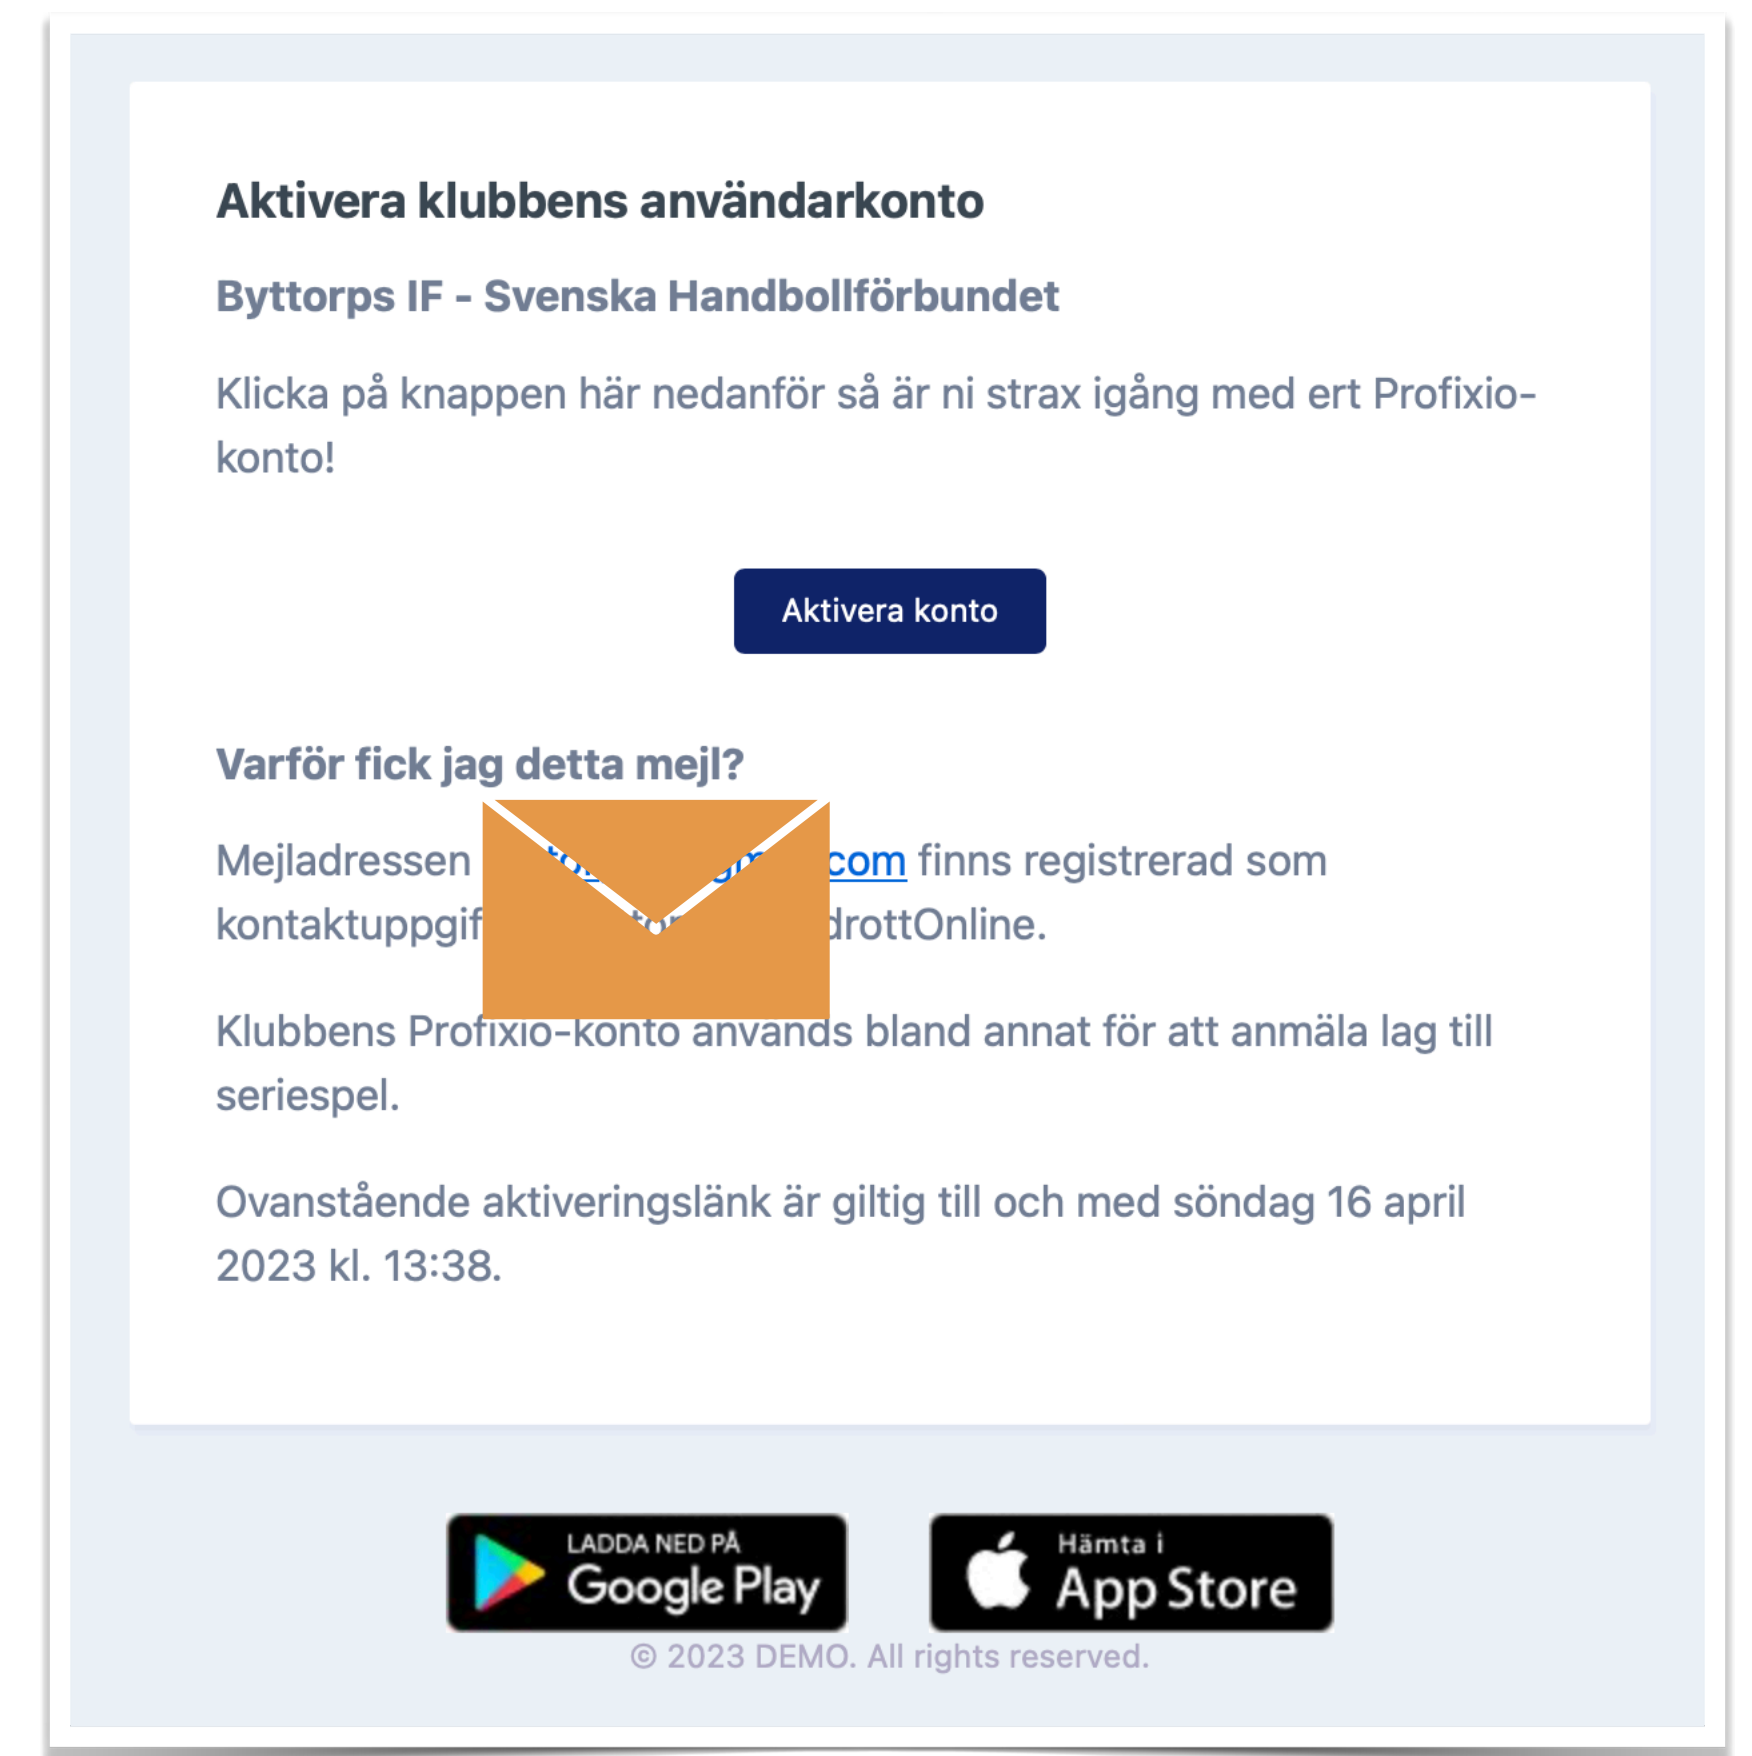 Aktivera klubbens användarkonto
Byttorps IF - Svenska Handbollförbundet
Klicka på knappen här nedanför så är ni strax igång med ert Profixio-
konto!
Aktivera konto
Varför fick jag detta mejl?
Mejladressen com finns registrerad som
drottOnline.
Klubbens Profixio-konto används bland annat för att anmäla lag till
seriespel.
Ovanstående aktiveringslänk är giltig till och med söndag 16 april
2023 kl. 13:38.
LADDA NED PÅ
Google Play
Hämta i
App Store
© 2023 DEMO. All rights reserved.